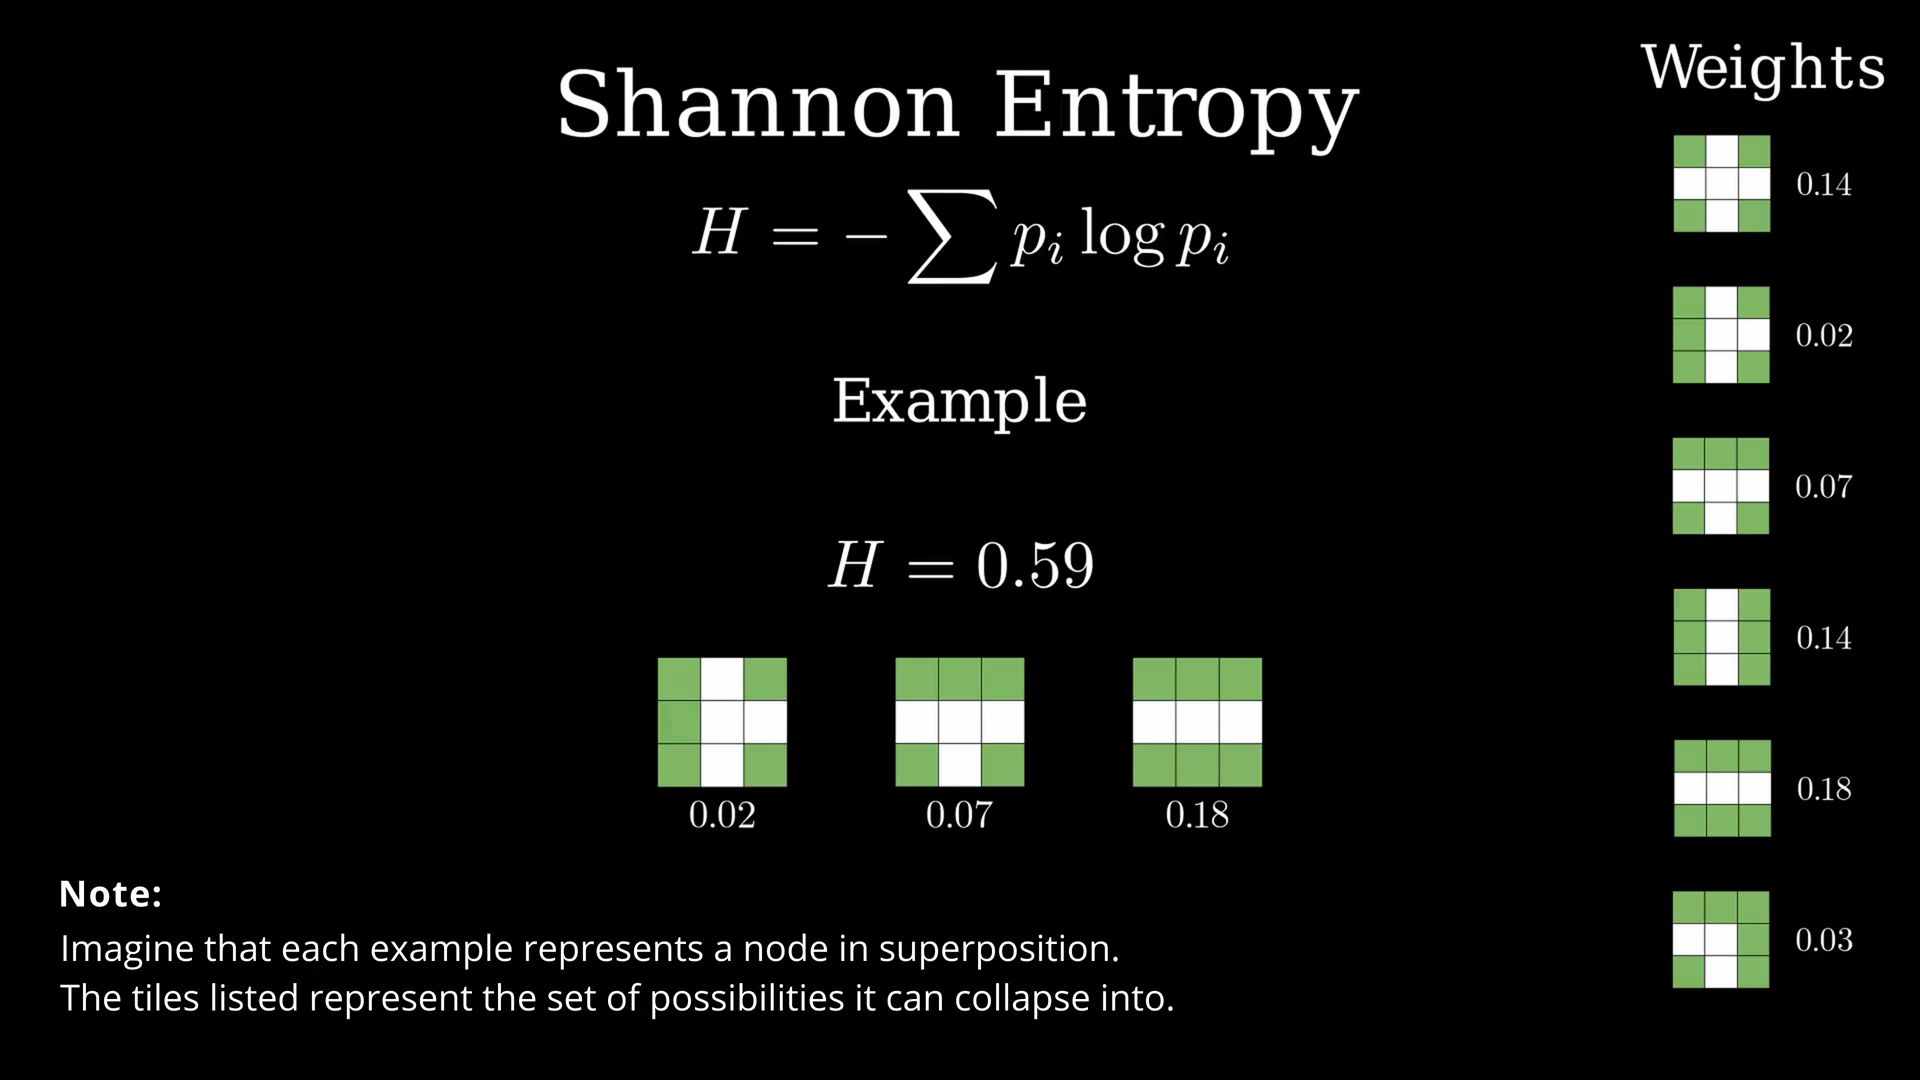 Shannon Entropy
H = − ∑ pᵢ log pᵢ
Example
H = 0.59
0.02 0.07 0.18
Note:
Imagine that each example represents a node in superposition.
The tiles listed represent the set of possibilities it can collapse into.
Weights
0.14
0.02
0.07
0.14
0.18
0.03